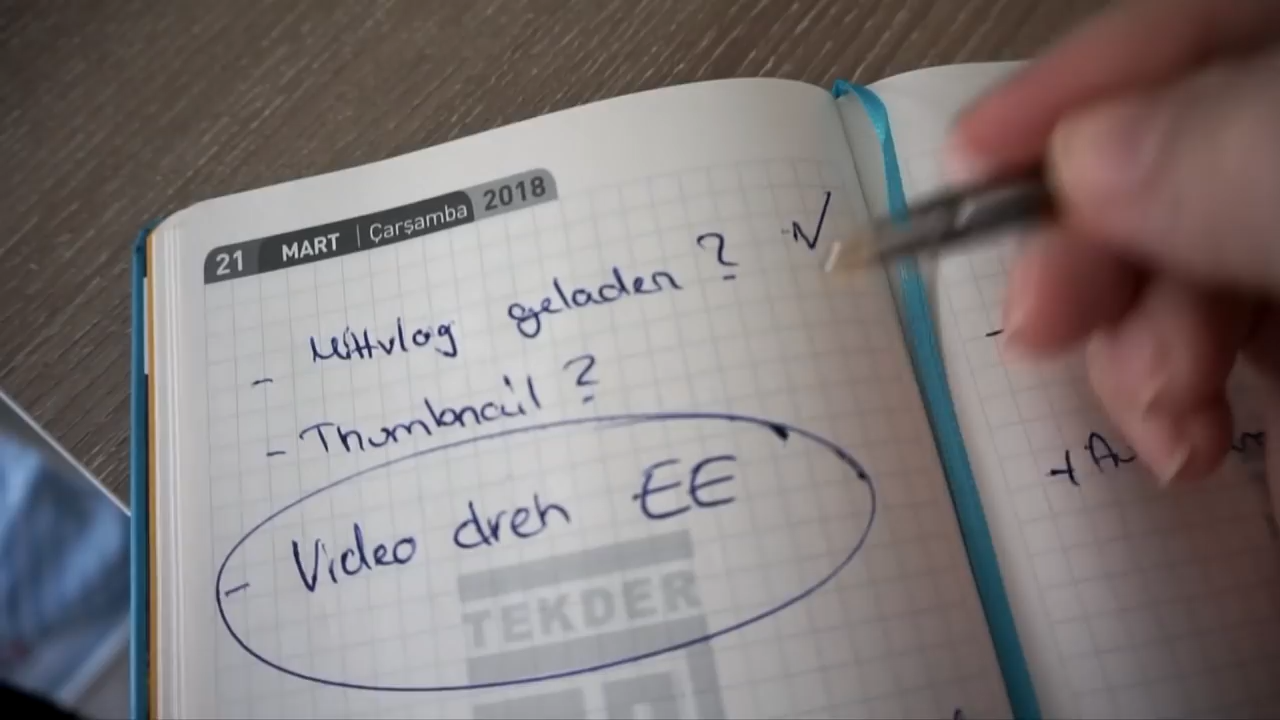 21 MART | Çarşamba 2018
- Mittvlog geladen ? ✓
- Thumbnail ?
- Video dreh EE
TEKDER